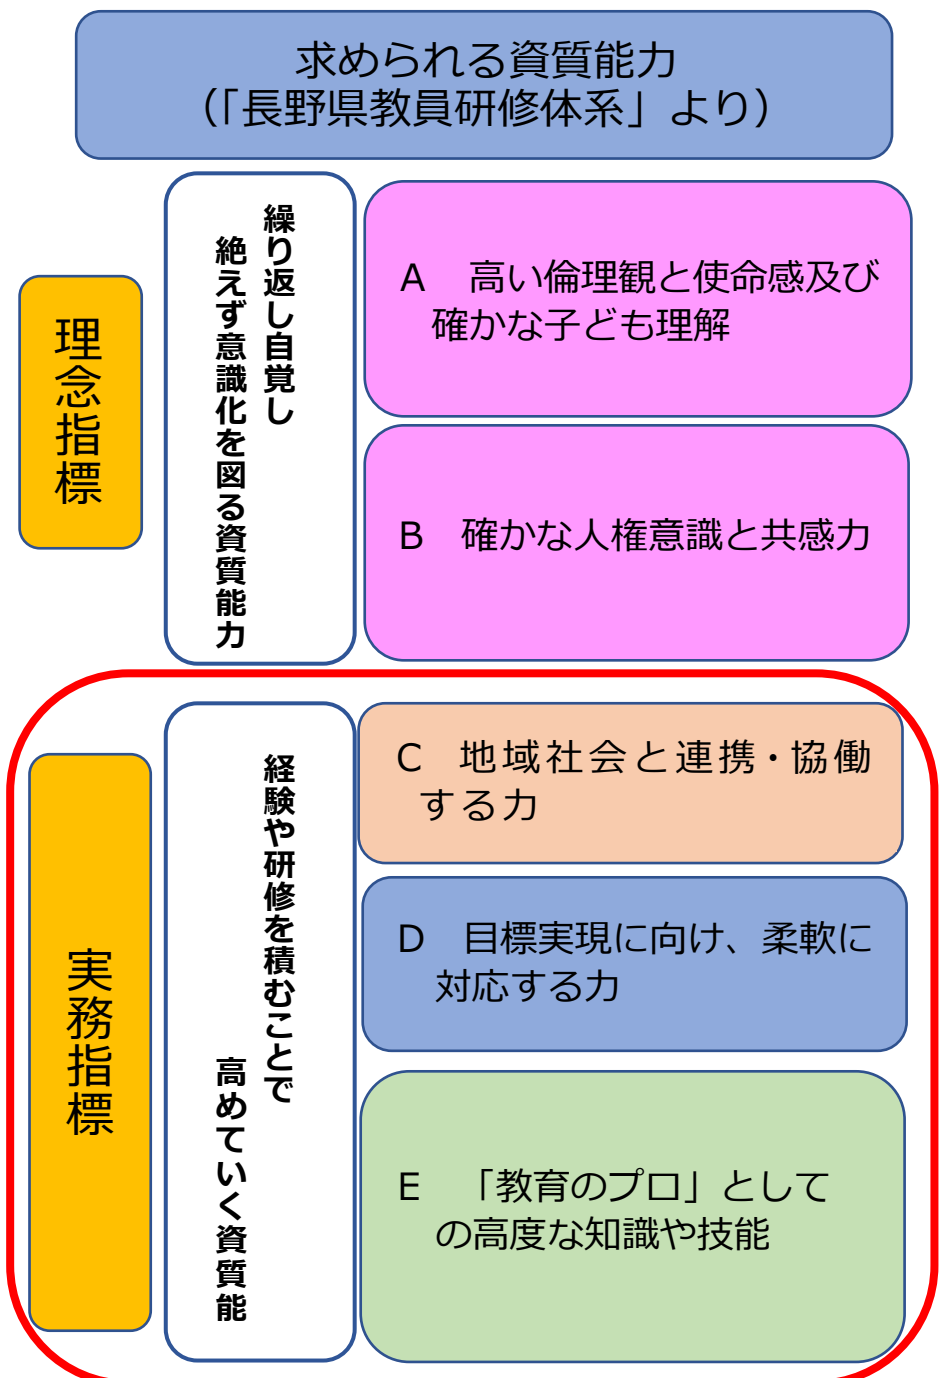 求められる資質能力
（「長野県教員研修体系」より）
理念指標
繰り返し自覚し
絶えず意識化を図る資質能力
A　高い倫理観と使命感及び
確かな子ども理解
B　確かな人権意識と共感力
実務指標
経験や研修を積むことで
高めていく資質能
C　地域社会と連携・協働
する力
D　目標実現に向け、柔軟に
対応する力
E　「教育のプロ」として
の高度な知識や技能